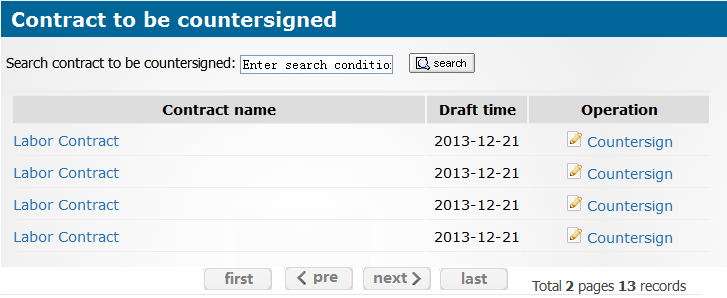 Contract to be countersigned
Search contract to be countersigned: Enter search conditio search
Contract name Draft time Operation
Labor Contract 2013-12-21 Countersign
Labor Contract 2013-12-21 Countersign
Labor Contract 2013-12-21 Countersign
Labor Contract 2013-12-21 Countersign
first pre next last Total 2 pages 13 records